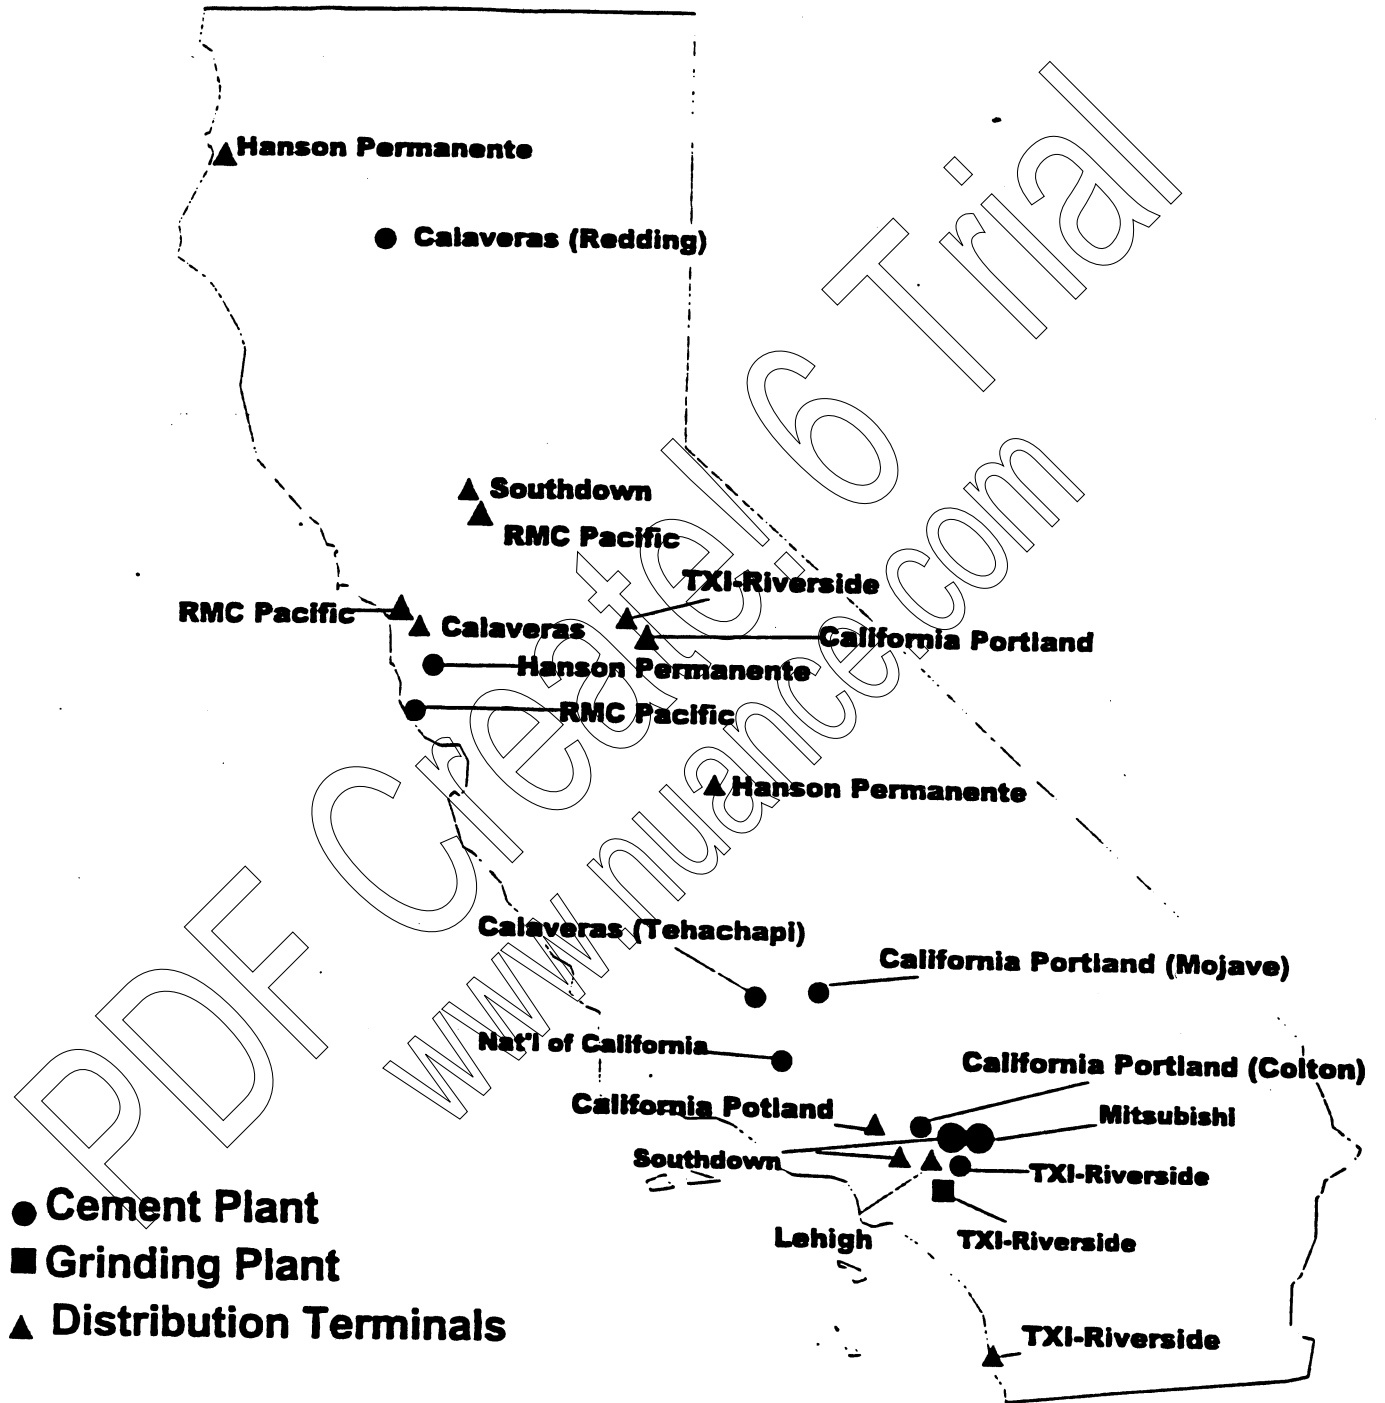 Hanson Permanente
Calaveras (Redding)
Southdown
RMC Pacific
TXI-Riverside
RMC Pacific
Calaveras
California Portland
Hanson Permanente
RMC Pacific
Hanson Permanente
Calaveras (Tehachapi)
California Portland (Mojave)
Nat'l of California
California Portland (Colton)
California Potland
Mitsubishi
Southdown
TXI-Riverside
Lehigh
TXI-Riverside
TXI-Riverside
Cement Plant
Grinding Plant
Distribution Terminals
PDF Create! 6 Trial
www.nuance.com